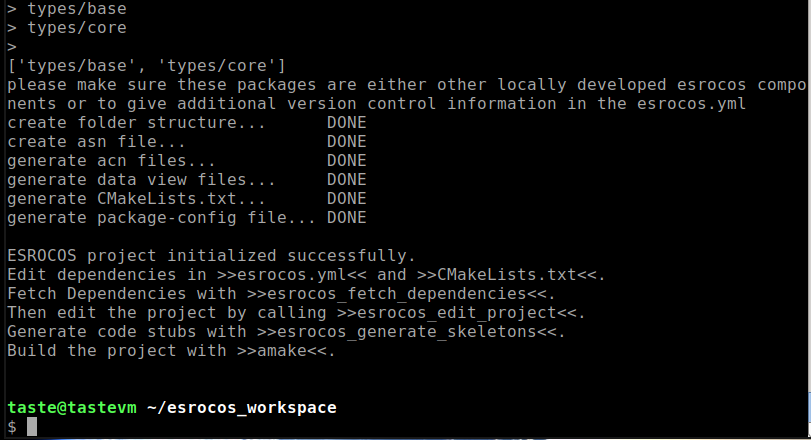 > types/base
> types/core
>
['types/base', 'types/core']
please make sure these packages are either other locally developed esrocos compo
nents or to give additional version control information in the esrocos.yml
create folder structure...      DONE
create asn file...              DONE
generate acn files...           DONE
generate data view files...     DONE
generate CMakeLists.txt...      DONE
generate package-config file... DONE

ESROCOS project initialized successfully.
Edit dependencies in >>esrocos.yml<< and >>CMakeLists.txt<<.
Fetch Dependencies with >>esrocos_fetch_dependencies<<.
Then edit the project by calling >>esrocos_edit_project<<.
Generate code stubs with >>esrocos_generate_skeletons<<.
Build the project with >>amake<<.

taste@tastevm ~/esrocos_workspace
$